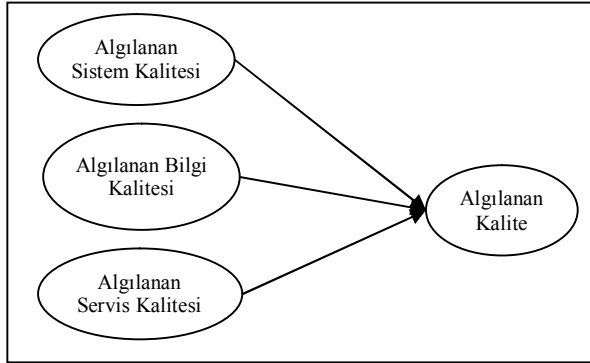 Algılanan
Sistem Kalitesi
Algılanan Bilgi
Kalitesi
Algılanan
Kalite
Algılanan
Servis Kalitesi